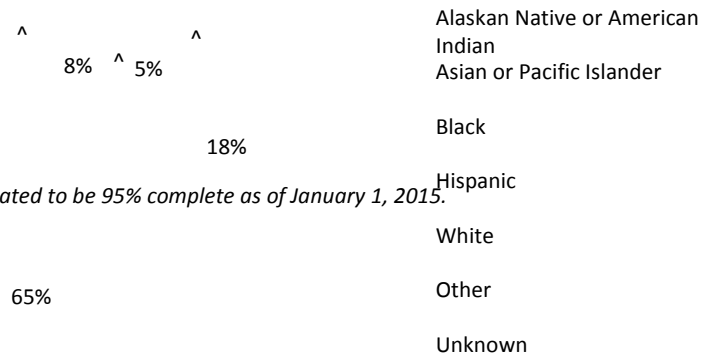 ^
^
8%
^
5%
18%
ated to be 95% complete as of January 1, 2015.
65%
Alaskan Native or American
Indian
Asian or Pacific Islander
Black
Hispanic
White
Other
Unknown